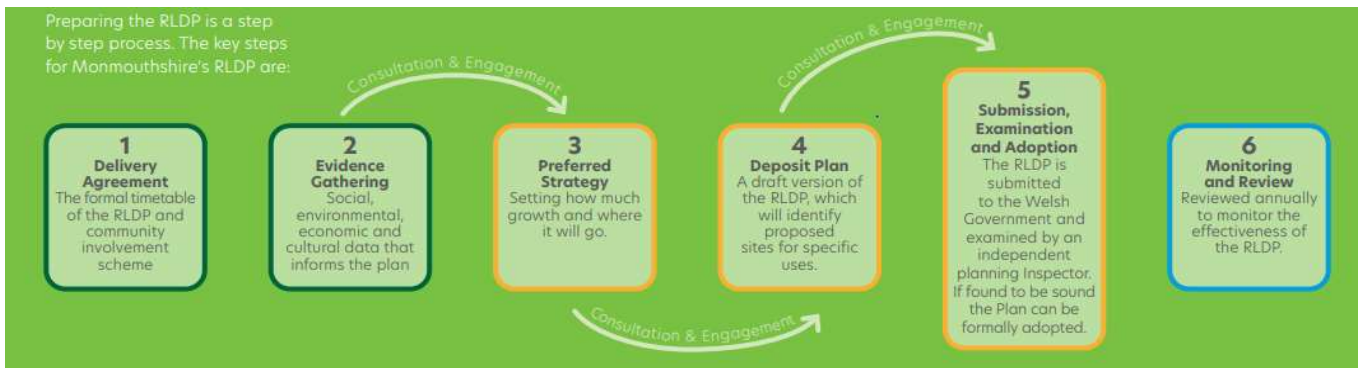 Preparing the RLDP is a step
by step process. The key steps
for Monmouthshire's RLDP are:
Consultation & Engagement
Consultation & Engagement
1
Delivery
Agreement
The formal timetable
of the RLDP and
community
involvement
scheme
2
Evidence
Gathering
Social,
environmental,
economic and
cultural data that
informs the plan
3
Preferred
Strategy
Setting how much
growth and where
it will go.
4
Deposit Plan
A draft version of
the RLDP, which
will identify
proposed
sites for specific
uses.
5
Submission,
Examination
and Adoption
The RLDP is
submitted
to the Welsh
Government and
examined by an
independent
planning Inspector.
If found to be sound
the Plan can be
formally adopted.
6
Monitoring
and Review
Reviewed annually
to monitor the
effectiveness of
the RLDP.
Consultation & Engagement